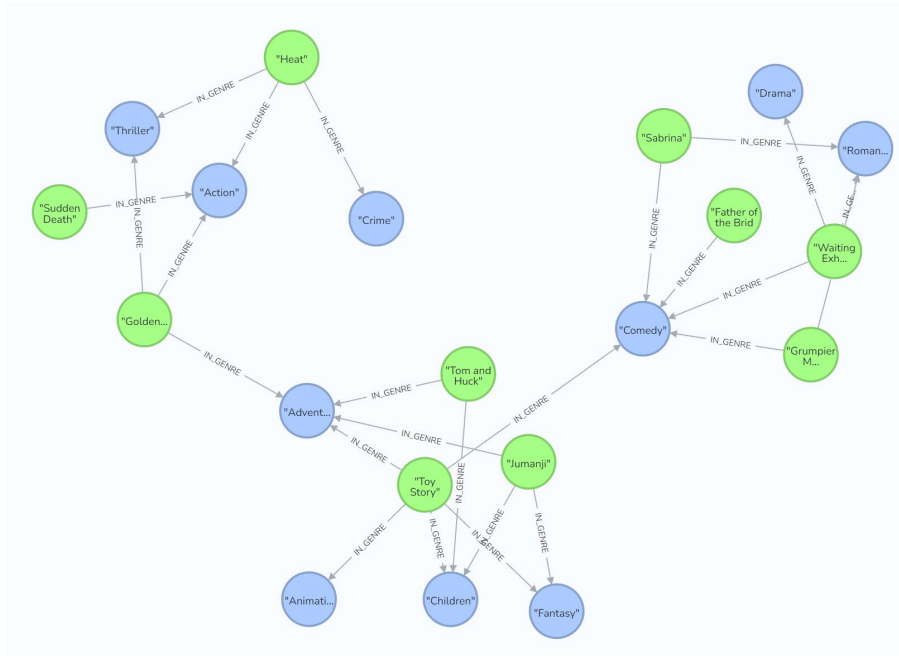 "Heat"
IN_GENRE
"Drama"
IN_GENRE
"Thriller"
IN_GENRE
"Sabrina"
IN_GENRE
"Roman...
IN_GENRE
IN_GENRE
"Action"
"Sudden
Death"
IN_GENRE
IN_GENRE
"Crime"
"Father of
the Brid
IN_GE...
IN_GENRE
"Waiting
Exh...
IN_GENRE
IN_GENRE
IN_GENRE
"Golden...
"Comedy"
IN_GENRE
"Grumpier
M...
IN_GENRE
"Tom and
Huck"
IN_GENRE
"Advent...
IN_GENRE
IN_GENRE
IN_GENRE
"Jumanji"
"Toy
Story"
IN_GENRE
IN_GENRE
IN_GENRE
IN_GENRE
IN_GENRE
IN_GENRE
"Animati...
"Children"
"Fantasy"